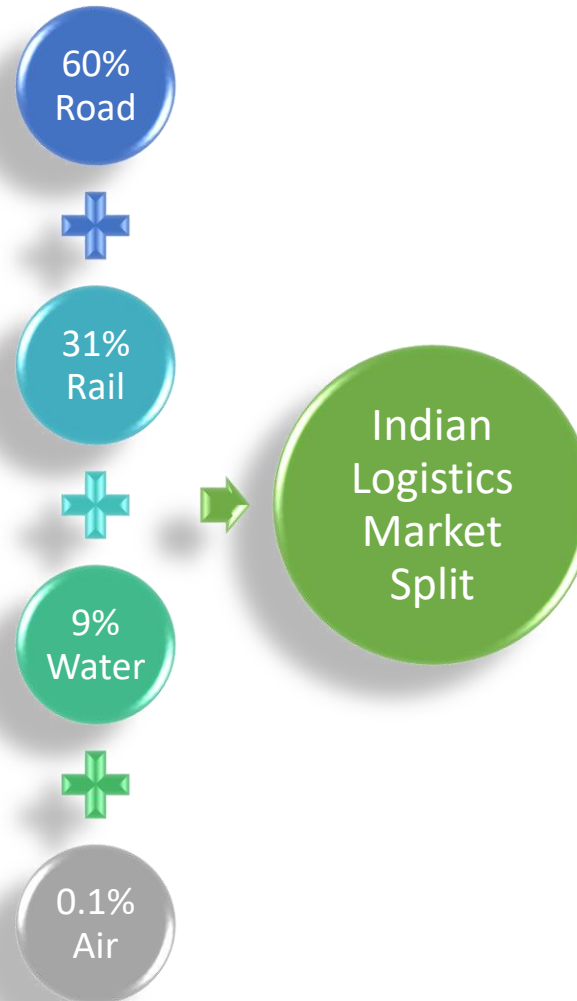 60%
Road
31%
Rail
9%
Water
0.1%
Air
Indian
Logistics
Market
Split